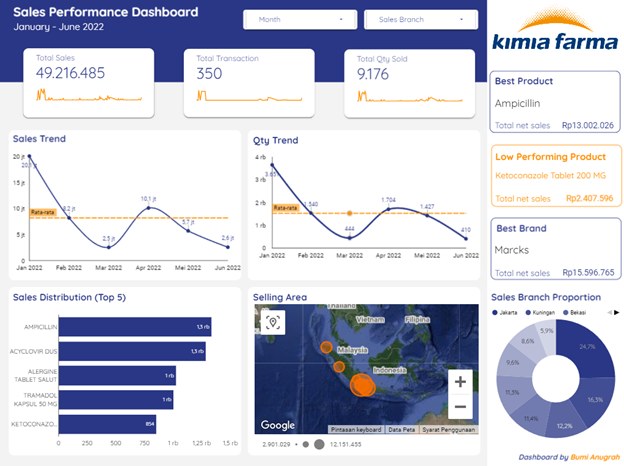 Sales Performance Dashboard
January - June 2022
Month
Sales Branch
kimia farma
Total Sales
49.216.485
Total Transaction
350
Total Qty Sold
9.176
Best Product
Ampicillin
Total net sales Rp13.002.026
Low Performing Product
Ketoconazole Tablet 200 MG
Total net sales Rp2.407.596
Best Brand
Marcks
Total net sales Rp15.596.765
Sales Trend
20 jt
15 jt
10 jt
5 jt
0
Rata-rate
8,2 jt
2,5 jt
10,1 jt
5,7 jt
2,6 jt
Jan 2022 Feb 2022 Mar 2022 Apr 2022 Mei 2022 Jun 2022
Qty Trend
4 rb
3 rb
2 rb
1 rb
0
Rata-rate
1.540
444
1.704
1.427
410
Jan 2022 Feb 2022 Mar 2022 Apr 2022 Mei 2022 Jun 2022
Sales Distribution (Top 5)
AMPICILLIN 1,3 rb
ACYCLOVIR DUS 1,3 rb
ALERGINE
TABLET SALUT 1 rb
TRAMADOL
KAPSUL 50 MG 1 rb
KETOCONAZO... 854
0 250 500 750 1 rb 1,25 rb 1,5 rb
Selling Area
Thailand
Vietnam
Filipina
Malaysia
Indonesia
Google
Pintasan keyboard Data Peta Syarat Penggunaan
2.901.029 12.151.455
Sales Branch Proportion
Jakarta Kuningan Bekasi
24,7%
16,3%
12,2%
11,4%
11,3%
9,6%
8,6%
5,9%
Dashboard by Bumi Anugrah